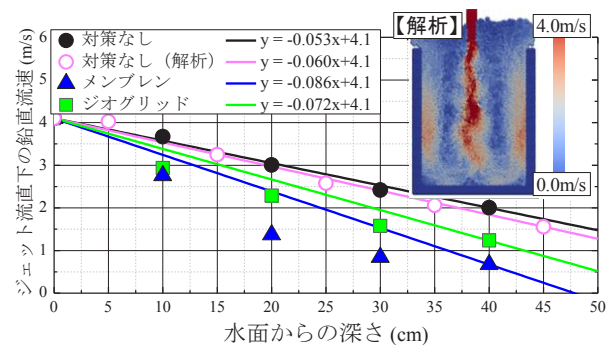 【解析】
4.0m/s
0.0m/s
対策なし y = -0.053x+4.1
対策なし（解析） y = -0.060x+4.1
メンブレン y = -0.086x+4.1
ジオグリッド y = -0.072x+4.1
ジェット流直下の鉛直流速 (m/s)
6
5
4
3
2
1
0
0 5 10 15 20 25 30 35 40 45 50
水面からの深さ (cm)